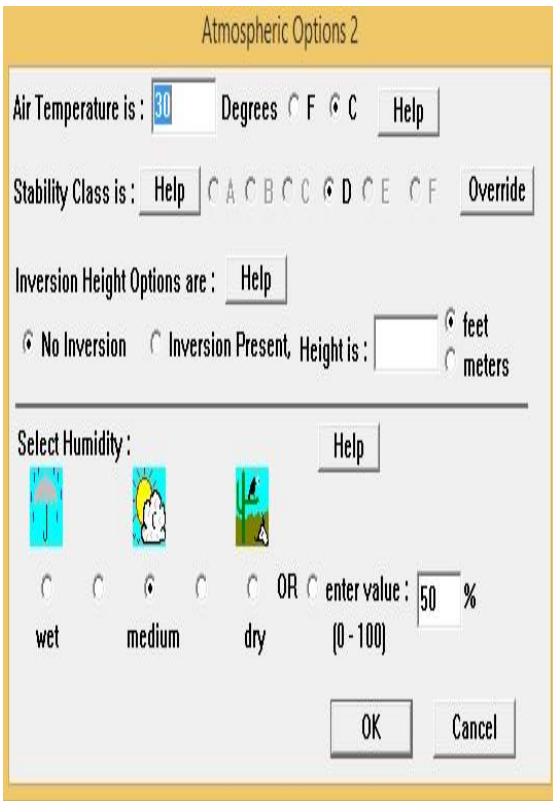 Atmospheric Options 2
Air Temperature is : 30 Degrees F C Help
Stability Class is : Help A B C D E F Override
Inversion Height Options are : Help
No Inversion Inversion Present, Height is : feet
meters
Select Humidity : Help
OR enter value : 50 %
wet medium dry (0 - 100)
OK Cancel